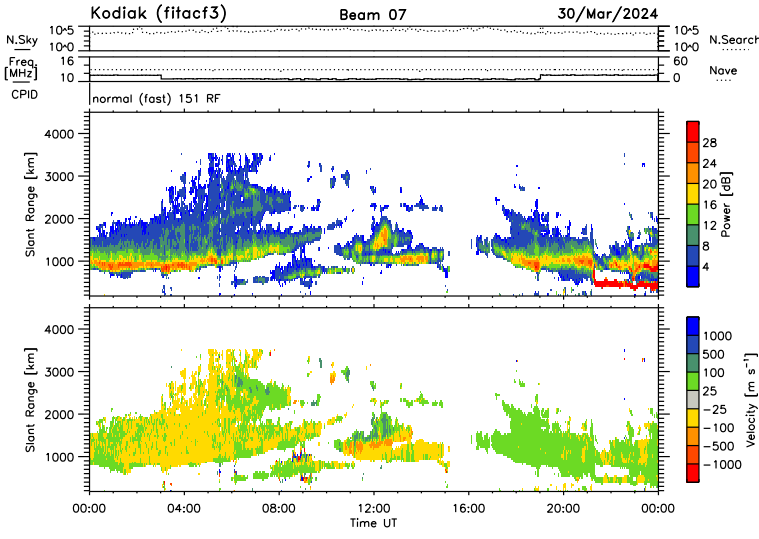 Kodiak (fitacf3) Beam 07 30/Mar/2024
N.Sky 10^5 10^0 10^5 10^0 N.Search
Freq. [MHz] 16 10 60 0 Nave
CPID normal (fast) 151 RF
Slant Range [km] 4000 3000 2000 1000
Power [dB] 28 24 20 16 12 8 4
Slant Range [km] 4000 3000 2000 1000
Velocity [m s⁻¹] 1000 500 100 25 −25 −100 −500 −1000
00:00 04:00 08:00 12:00 16:00 20:00 00:00
Time UT